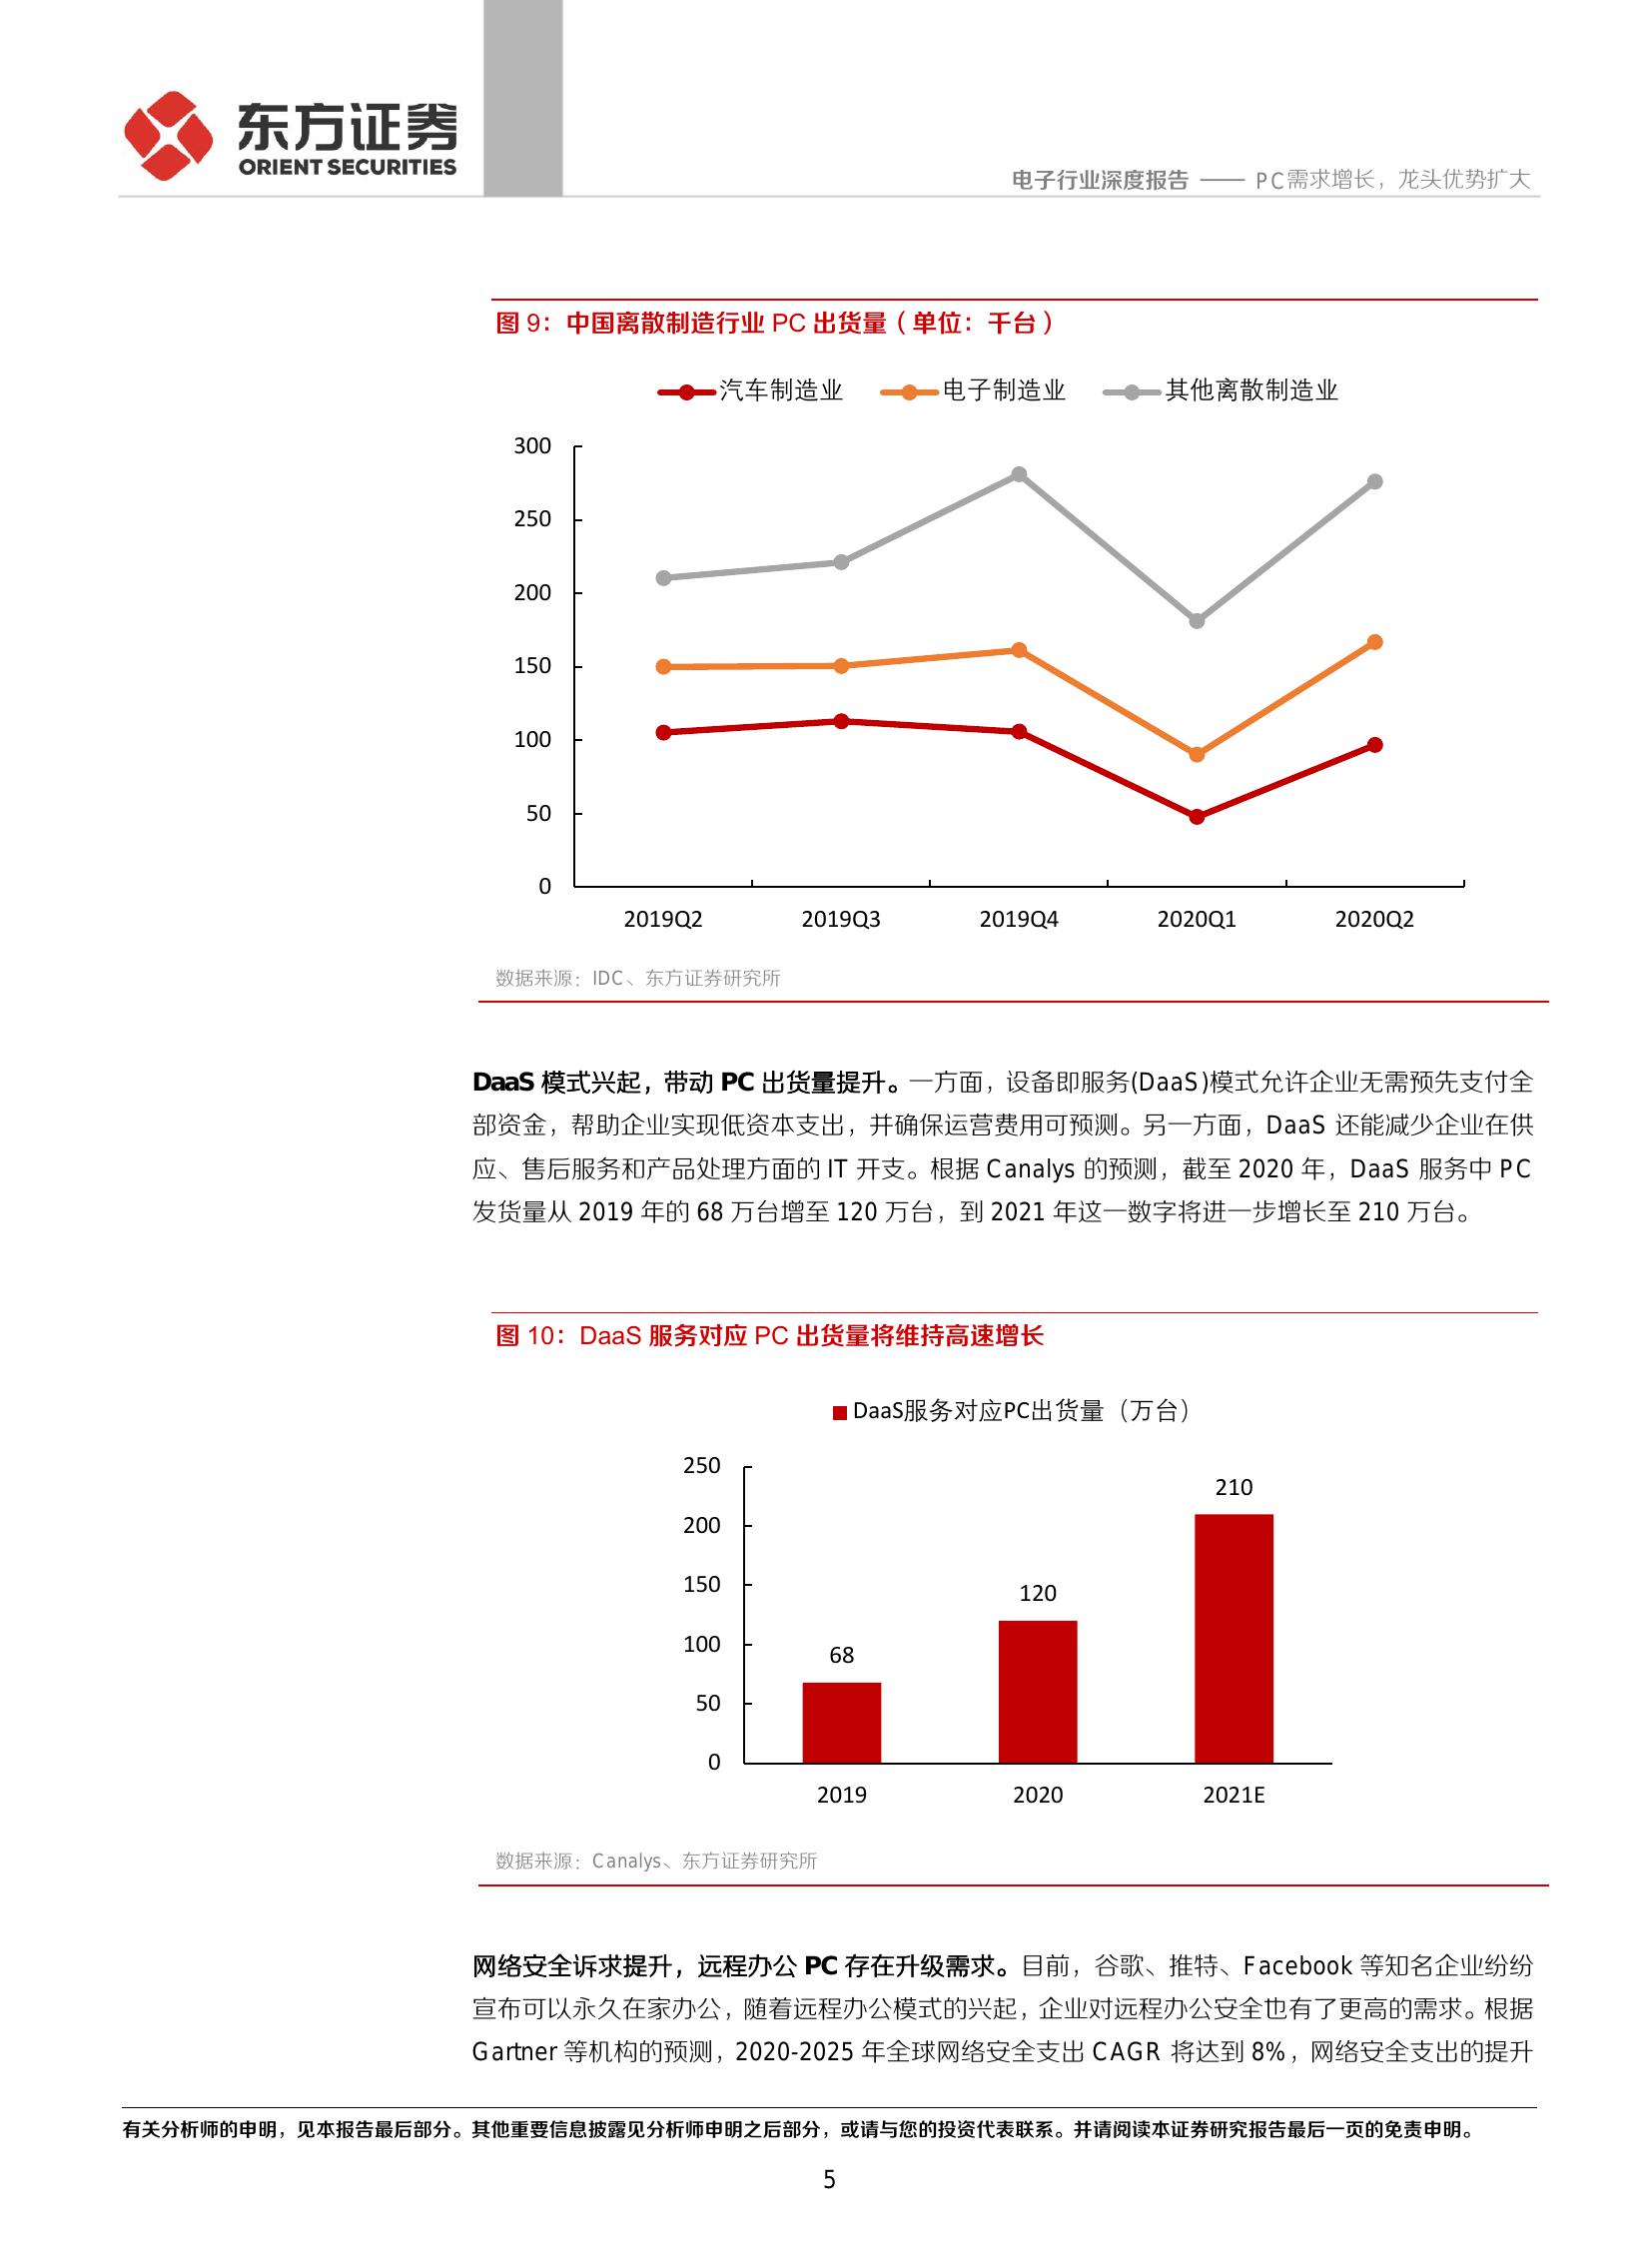 东方证券
ORIENT SECURITIES
电子行业深度报告 —— PC需求增长，龙头优势扩大
图 9：中国离散制造行业 PC 出货量（单位：千台）
汽车制造业 电子制造业 其他离散制造业
300
250
200
150
100
50
0
2019Q2 2019Q3 2019Q4 2020Q1 2020Q2
数据来源：IDC、东方证券研究所
DaaS 模式兴起，带动 PC 出货量提升。一方面，设备即服务(DaaS)模式允许企业无需预先支付全
部资金，帮助企业实现低资本支出，并确保运营费用可预测。另一方面，DaaS 还能减少企业在供
应、售后服务和产品处理方面的 IT 开支。根据 Canalys 的预测，截至 2020 年，DaaS 服务中 PC
发货量从 2019 年的 68 万台增至 120 万台，到 2021 年这一数字将进一步增长至 210 万台。
图 10：DaaS 服务对应 PC 出货量将维持高速增长
DaaS服务对应PC出货量（万台）
250
200
150
100
50
0
68
120
210
2019 2020 2021E
数据来源：Canalys、东方证券研究所
网络安全诉求提升，远程办公 PC 存在升级需求。目前，谷歌、推特、Facebook 等知名企业纷纷
宣布可以永久在家办公，随着远程办公模式的兴起，企业对远程办公安全也有了更高的需求。根据
Gartner 等机构的预测，2020-2025 年全球网络安全支出 CAGR 将达到 8%，网络安全支出的提升
有关分析师的申明，见本报告最后部分。其他重要信息披露见分析师申明之后部分，或请与您的投资代表联系。并请阅读本证券研究报告最后一页的免责申明。
5